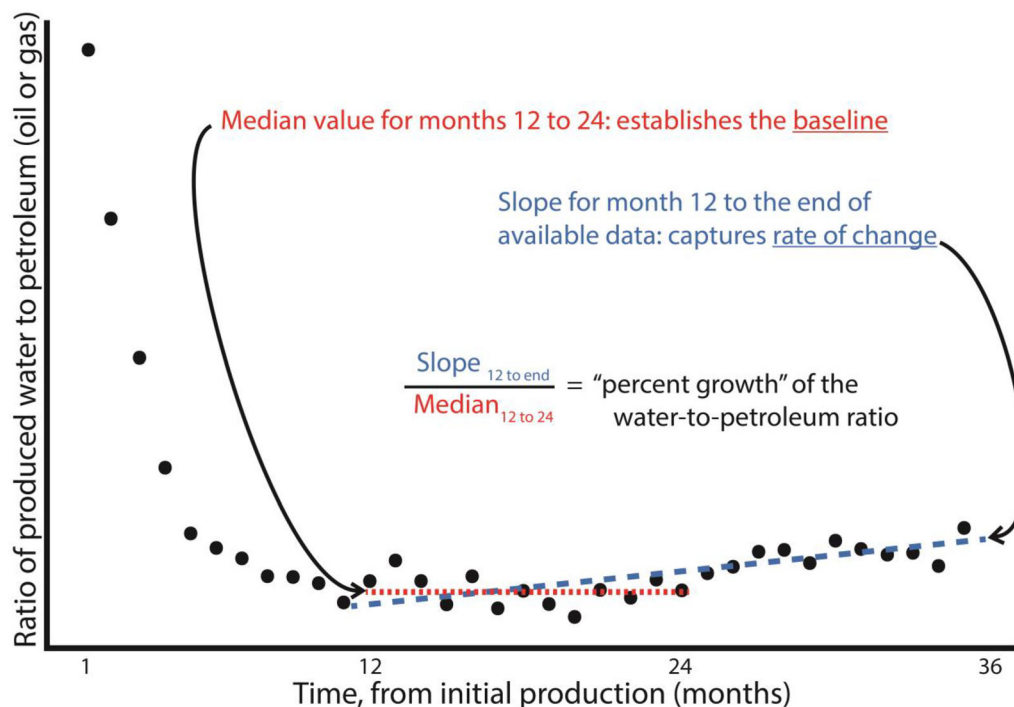 Ratio of produced water to petroleum (oil or gas)
Median value for months 12 to 24: establishes the baseline
Slope for month 12 to the end of
available data: captures rate of change
Slope 12 to end
Median 12 to 24
= “percent growth” of the
water-to-petroleum ratio
1 12 24 36
Time, from initial production (months)